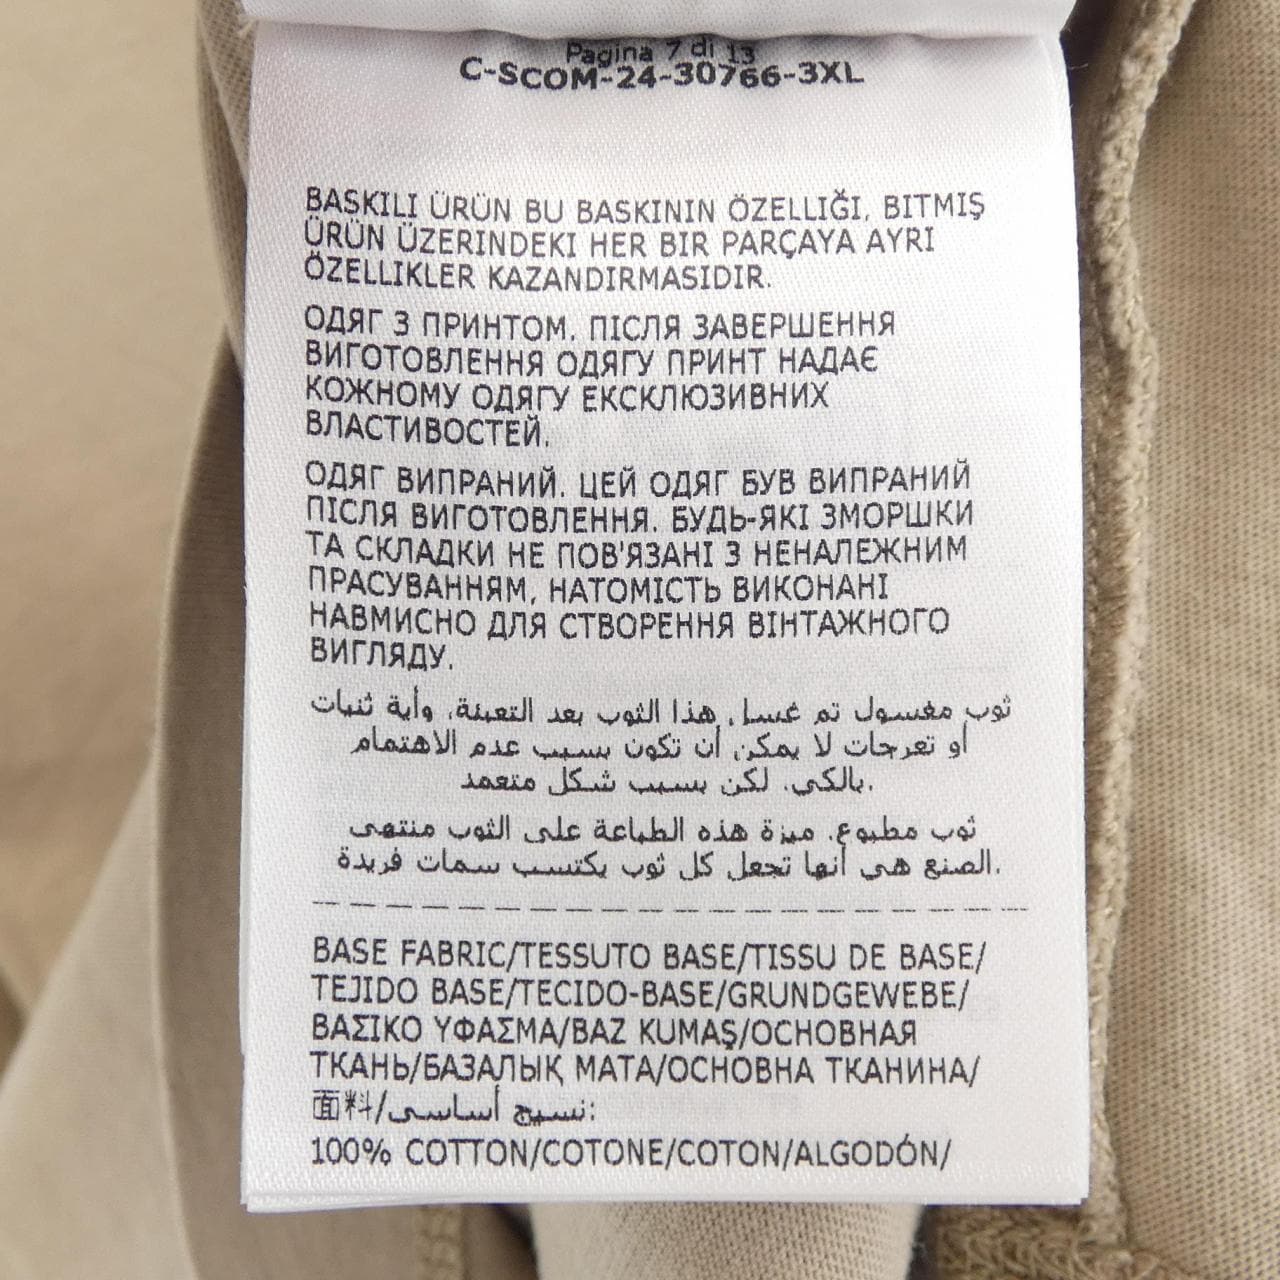 Pagina 7 di 13
C-SCOM-24-30766-3XL
BASKILI ÜRÜN BU BASKININ ÖZELLIĞI, BITMIŞ
ÜRÜN ÜZERINDEKI HER BIR PARÇAYA AYRI
ÖZELLIKLER KAZANDIRMASIDIR.
ОДЯГ З ПРИНТОМ. ПІСЛЯ ЗАВЕРШЕННЯ
ВИГОТОВЛЕННЯ ОДЯГУ ПРИНТ НАДАЄ
КОЖНОМУ ОДЯГУ ЕКСКЛЮЗИВНИХ
ВЛАСТИВОСТЕЙ.
ОДЯГ ВИПРАНИЙ. ЦЕЙ ОДЯГ БУВ ВИПРАНИЙ
ПІСЛЯ ВИГОТОВЛЕННЯ. БУДЬ-ЯКІ ЗМОРШКИ
ТА СКЛАДКИ НЕ ПОВ'ЯЗАНІ З НЕНАЛЕЖНИМ
ПРАСУВАННЯМ, НАТОМІСТЬ ВИКОНАНІ
НАВМИСНО ДЛЯ СТВОРЕННЯ ВІНТАЖНОГО
ВИГЛЯДУ.
ثوب مغسول تم غسل هذا الثوب بعد التعبئة، وأية ثنيات
أو تعرجات لا يمكن أن تكون بسبب عدم الاهتمام
بالكي، لكن بسبب شكل متعمد.
ثوب مطبوع. ميزة هذه الطباعة على الثوب منتهى
الصنع هي أنها تجعل كل ثوب يكتسب سمات فريدة.
BASE FABRIC/TESSUTO BASE/TISSU DE BASE/
TEJIDO BASE/TECIDO-BASE/GRUNDGEWEBE/
ΒΑΣΙΚΟ ΥΦΑΣΜΑ/BAZ KUMAŞ/ОСНОВНАЯ
ТКАНЬ/БАЗАЛЫҚ МАТА/ОСНОВНА ТКАНИНА/
面料/نسيج أساسي:
100% COTTON/COTONE/COTON/ALGODÓN/